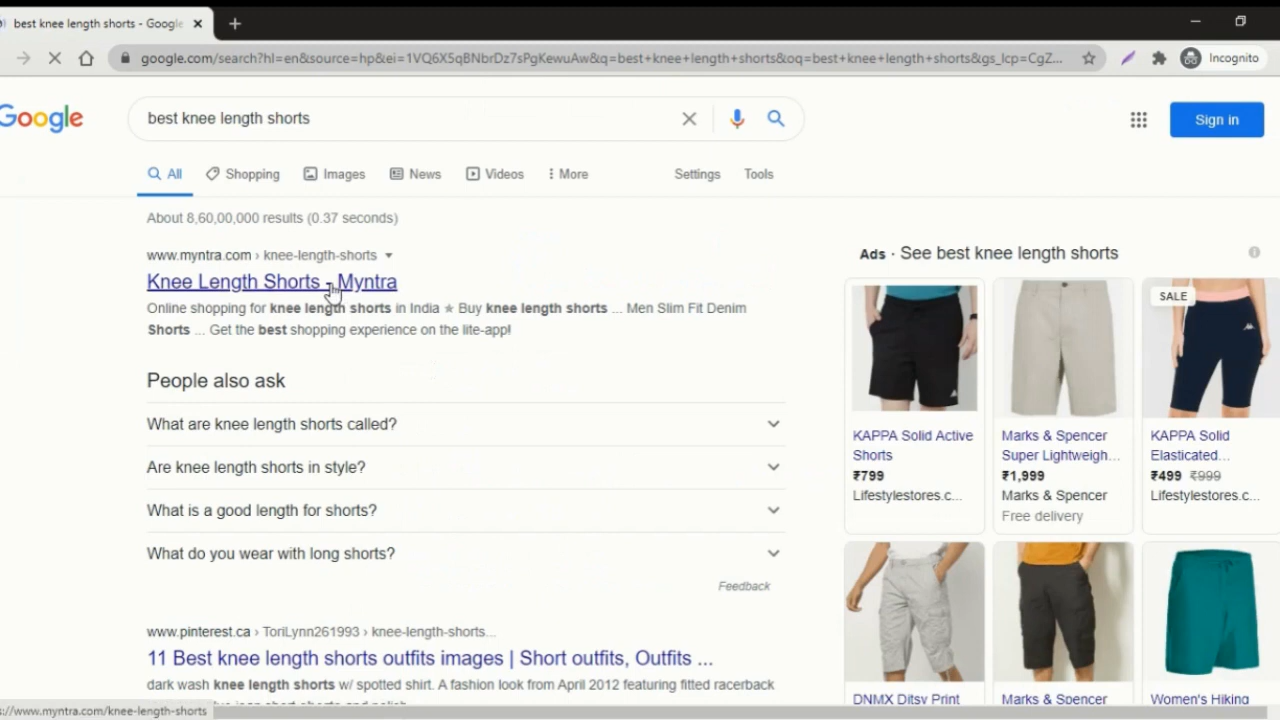 best knee length shorts - Google
google.com/search?hl=en&source=hp&ei=1VQ6X5qBNbrDz7sPgKewuAw&q=best+knee+length+shorts&oq=best+knee+length+shorts&gs_lcp=CgZ...
Incognito
Google
best knee length shorts
Sign in
All Shopping Images News Videos More Settings Tools
About 8,60,00,000 results (0.37 seconds)
www.myntra.com › knee-length-shorts
Knee Length Shorts - Myntra
Online shopping for knee length shorts in India ★ Buy knee length shorts ... Men Slim Fit Denim
Shorts ... Get the best shopping experience on the lite-app!
People also ask
What are knee length shorts called?
Are knee length shorts in style?
What is a good length for shorts?
What do you wear with long shorts?
Feedback
www.pinterest.ca › ToriLynn261993 › knee-length-shorts...
11 Best knee length shorts outfits images | Short outfits, Outfits ...
dark wash knee length shorts w/ spotted shirt. A fashion look from April 2012 featuring fitted racerback
s://www.myntra.com/knee-length-shorts
Ads · See best knee length shorts
SALE
KAPPA Solid Active
Shorts
₹799
Lifestylestores.c...
Marks & Spencer
Super Lightweigh...
₹1,999
Marks & Spencer
Free delivery
KAPPA Solid
Elasticated...
₹499 ₹999
Lifestylestores.c...
DNMX Ditsy Print
Marks & Spencer
Women's Hiking